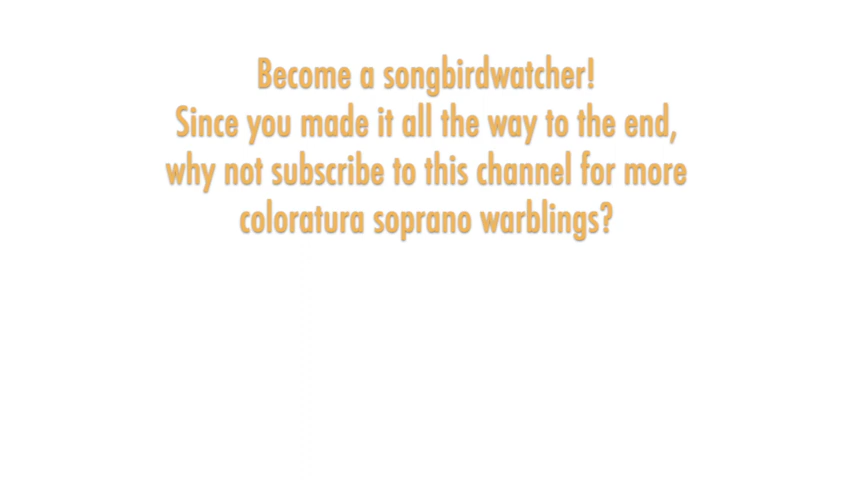 Become a songbirdwatcher!
Since you made it all the way to the end,
why not subscribe to this channel for more
coloratura soprano warblings?